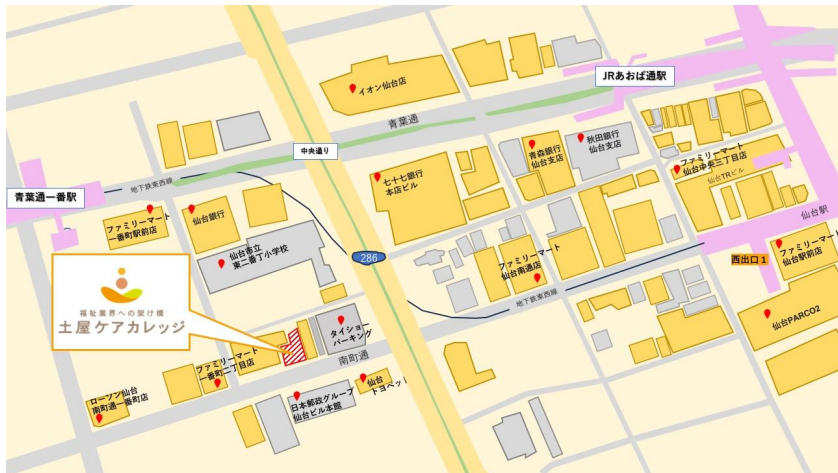 イオン仙台店
JRあおば通駅
青葉通
中央通り
青森銀行
仙台支店
秋田銀行
仙台支店
ファミリーマート
仙台中央三丁目店
仙台TRビル
青葉通一番駅
地下鉄東西線
七十七銀行
本店ビル
仙台駅
ファミリーマート
一番町駅前店
仙台銀行
仙台市立
東二番丁小学校
286
ファミリーマート
仙台南通店
西出口1
ファミリーマート
仙台駅前店
地下鉄東西線
福祉業界への架け橋
土屋ケアカレッジ
タイショー
パーキング
南町通
仙台PARCO2
ファミリーマート
一番町二丁目店
ローソン仙台
南町通一番町店
日本郵政グループ
仙台ビル本館
仙台
トヨペット